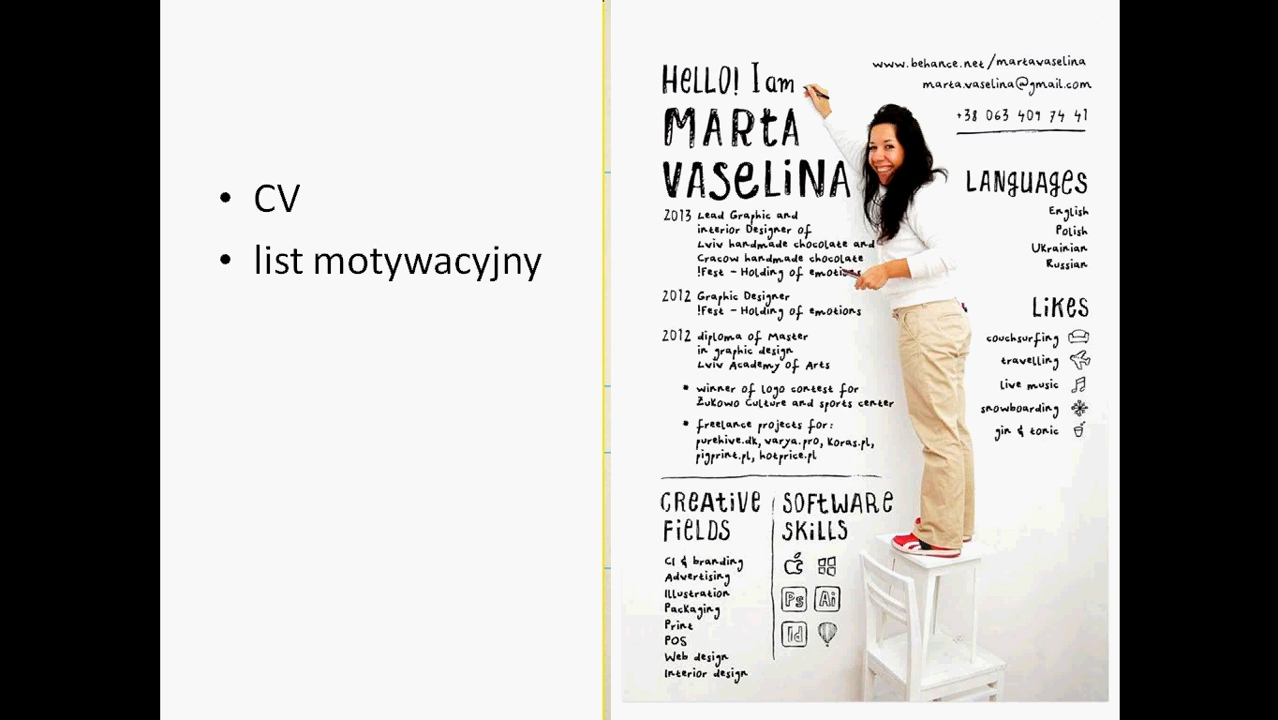 • CV
• list motywacyjny
HELLO! I am
MARTA
VASELINA
www.behance.net/martavaselina
marta.vaselina@gmail.com
+38 063 409 74 41
2013 Lead Graphic and
interior Designer of
Lviv handmade chocolate and
Cracow handmade chocolate
!Fest - Holding of emotions
2012 Graphic Designer
!Fest - Holding of emotions
2012 diploma of Master
in graphic design
Lviv Academy of Arts
* winner of logo contest for
Żukowo Culture and sports center
* freelance projects for:
purehive.dk, varya.pro, Koras.pl,
pigprint.pl, hotprice.pl
LANGUAGES
English
Polish
Ukrainian
Russian
LIKES
couchsurfing
travelling
live music
snowboarding
gin & tonic
CREATIVE
FIELDS
CI & branding
Advertising
Illustration
Packaging
Print
POS
Web design
Interior design
SOFTWARE
SKILLS
Ps Ai
Id